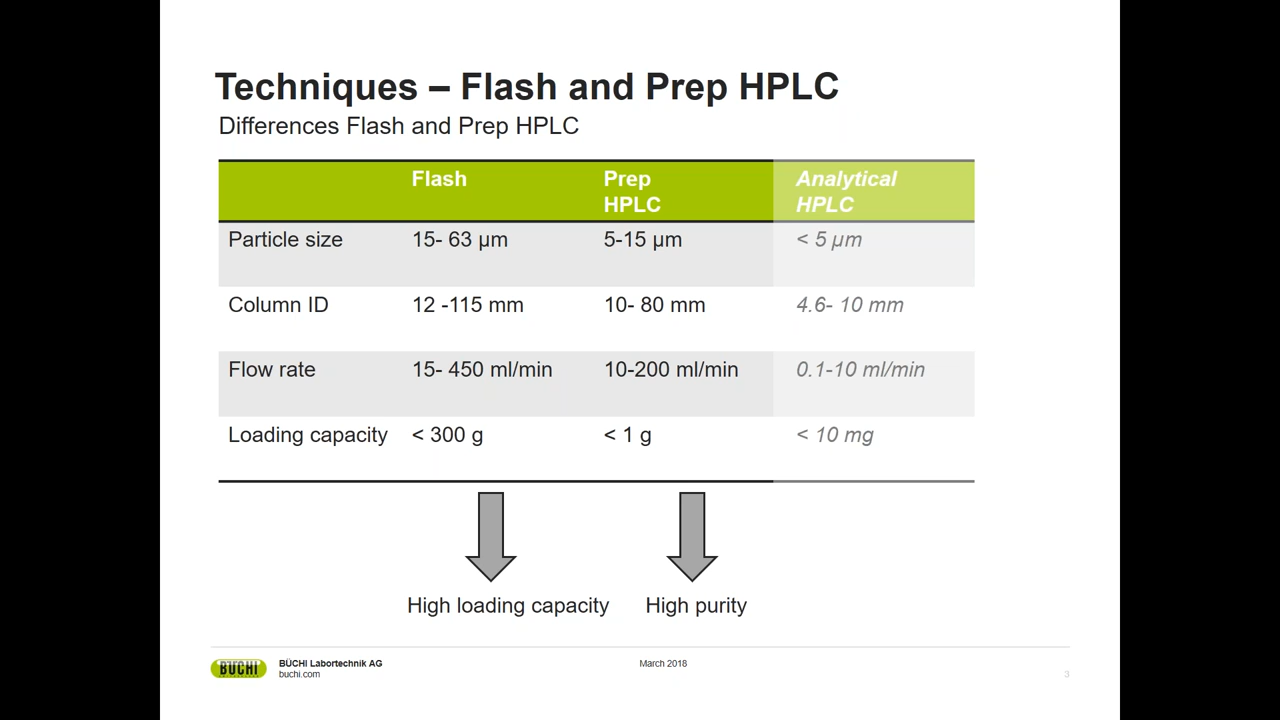 Techniques – Flash and Prep HPLC
Differences Flash and Prep HPLC
Flash Prep HPLC Analytical HPLC
Particle size 15- 63 µm 5-15 µm < 5 µm
Column ID 12 -115 mm 10- 80 mm 4.6- 10 mm
Flow rate 15- 450 ml/min 10-200 ml/min 0.1-10 ml/min
Loading capacity < 300 g < 1 g < 10 mg
High loading capacity High purity
BÜCHI BÜCHI Labortechnik AG March 2018
buchi.com 3